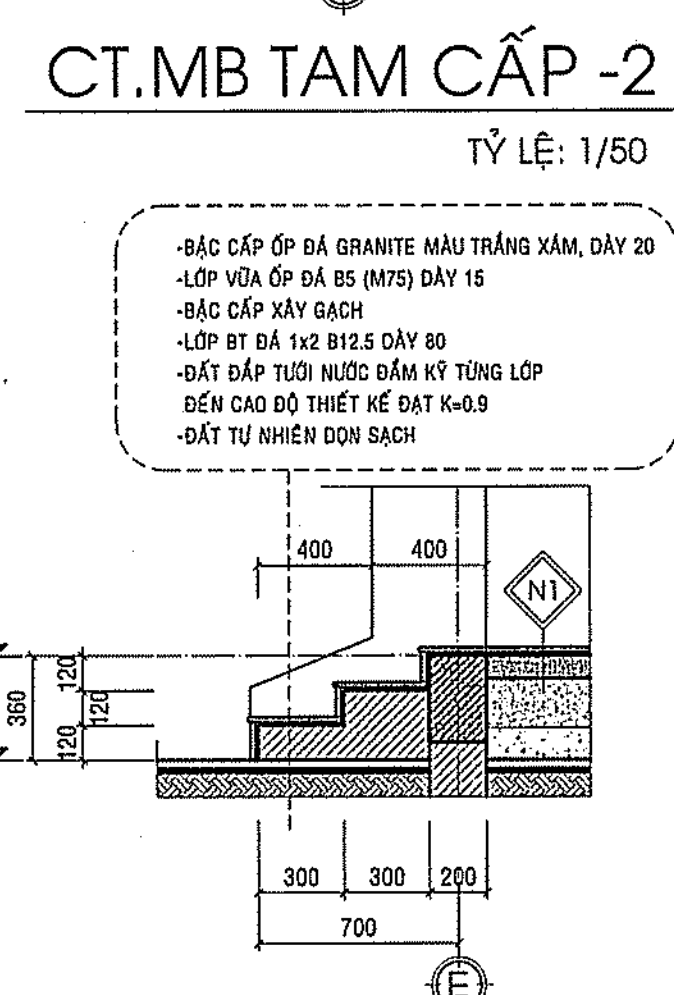 CT.MB TAM CẤP -2
TỶ LỆ: 1/50
-BẬC CẤP ỐP ĐÁ GRANITE MÀU TRẮNG XÁM, DÀY 20
-LỚP VỮA ỐP ĐÁ B5 (M75) DÀY 15
-BẬC CẤP XÂY GẠCH
-LỚP BT ĐÁ 1x2 B12.5 DÀY 80
-ĐẤT ĐẮP TƯỚI NƯỚC ĐẦM KỸ TỪNG LỚP
ĐẾN CAO ĐỘ THIẾT KẾ ĐẠT K=0.9
-ĐẤT TỰ NHIÊN DỌN SẠCH
400 400
N1
120
360 120
120
300 300 200
700
E